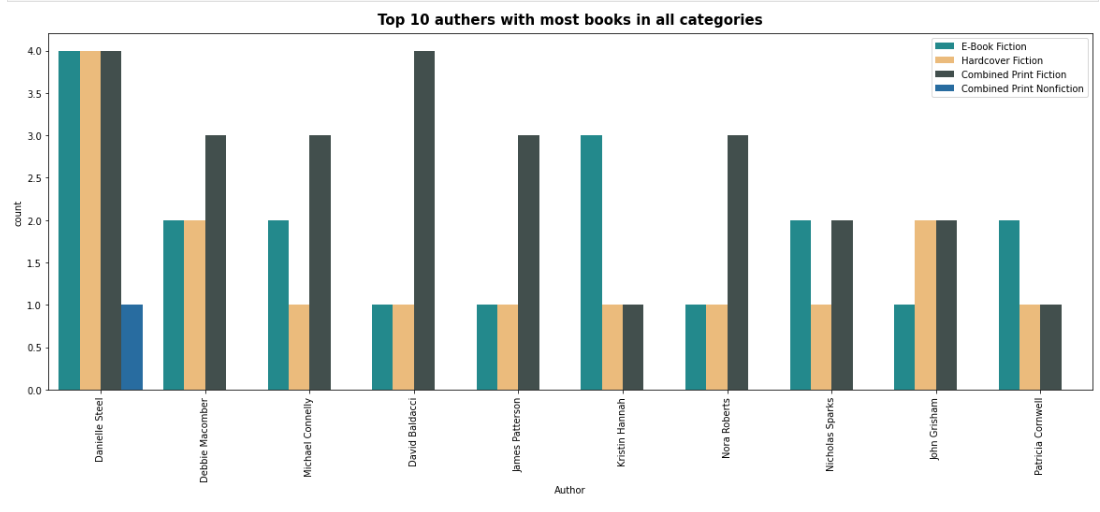 Top 10 authers with most books in all categories
E-Book Fiction
Hardcover Fiction
Combined Print Fiction
Combined Print Nonfiction
4.0
3.5
3.0
2.5
2.0
1.5
1.0
0.5
0.0
count
Danielle Steel
Debbie Macomber
Michael Connelly
David Baldacci
James Patterson
Kristin Hannah
Nora Roberts
Nicholas Sparks
John Grisham
Patricia Cornwell
Author